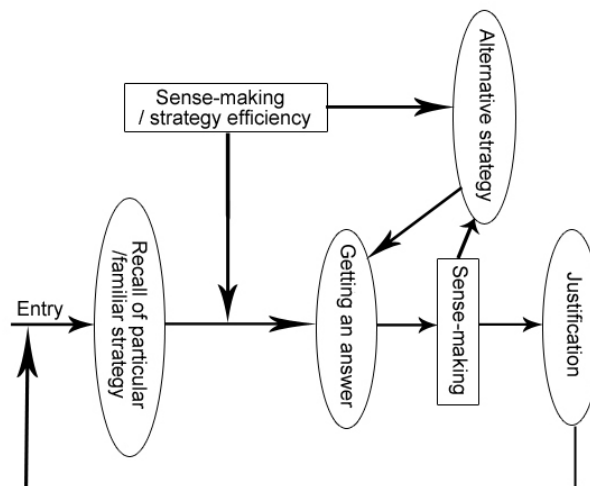 Sense-making
/ strategy efficiency
Alternative strategy
Entry
Recall of particular
/familiar strategy
Getting an answer
Sense-making
Justification